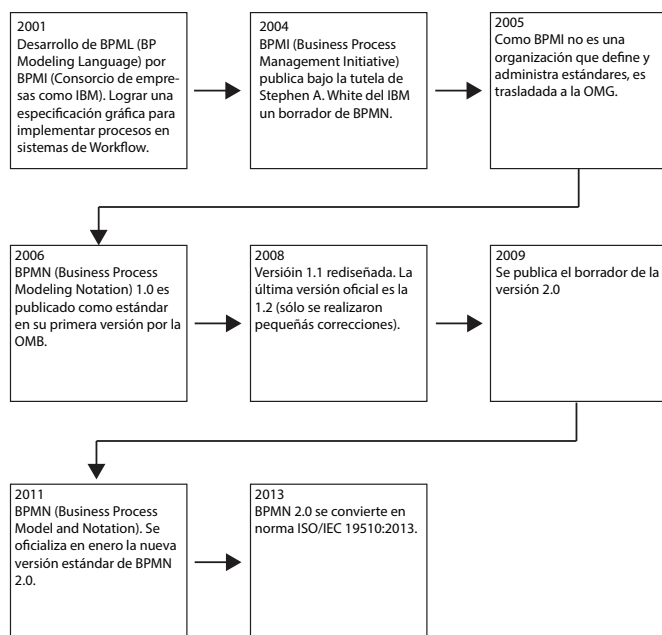 2001
Desarrollo de BPML (BP
Modeling Language) por
BPMI (Consorcio de empre-
sas como IBM). Lograr una
especificación gráfica para
implementar procesos en
sistemas de Workflow.
2004
BPMI (Business Process
Management Initiative)
publica bajo la tutela de
Stephen A. White del IBM
un borrador de BPMN.
2005
Como BPMI no es una
organización que define y
administra estándares, es
trasladada a la OMG.
2006
BPMN (Business Process
Modeling Notation) 1.0 es
publicado como estándar
en su primera versión por la
OMB.
2008
Versióin 1.1 rediseñada. La
última versión oficial es la
1.2 (sólo se realizaron
pequeñás correcciones).
2009
Se publica el borrador de la
versión 2.0
2011
BPMN (Business Process
Model and Notation). Se
oficializa en enero la nueva
versión estándar de BPMN
2.0.
2013
BPMN 2.0 se convierte en
norma ISO/IEC 19510:2013.